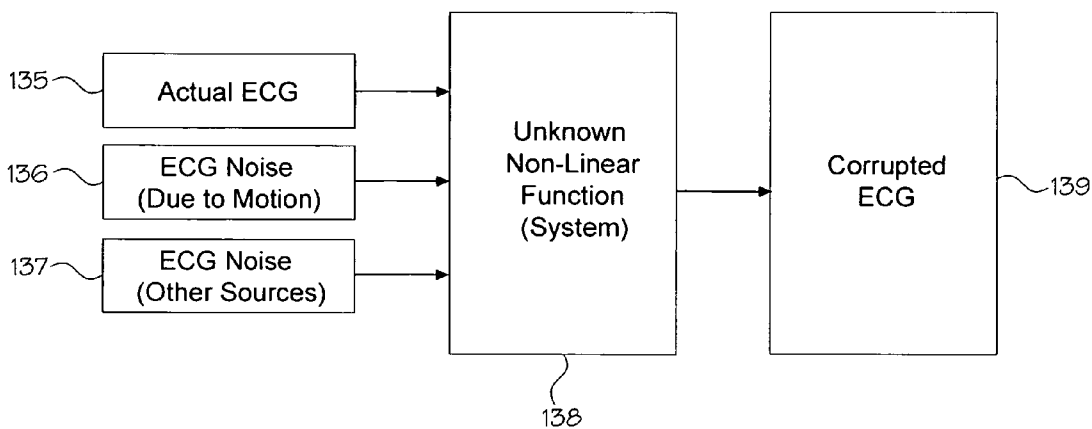 135
Actual ECG
136
ECG Noise
(Due to Motion)
137
ECG Noise
(Other Sources)
Unknown
Non-Linear
Function
(System)
138
Corrupted
ECG
139